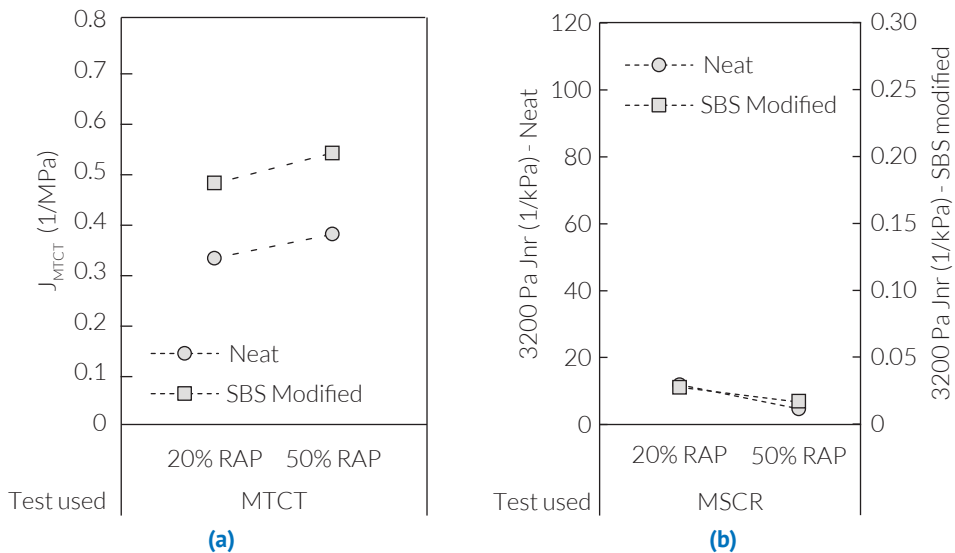 0.8
0.7
0.6
0.5
0.4
0.3
0.2
0.1
0
J_MTCT (1/MPa)
Neat
SBS Modified
20% RAP 50% RAP
Test used MTCT
(a)
120
100
80
60
40
20
0
3200 Pa Jnr (1/kPa) - Neat
Neat
SBS Modified
0.30
0.25
0.20
0.15
0.10
0.05
0
3200 Pa Jnr (1/kPa) - SBS modified
20% RAP 50% RAP
Test used MSCR
(b)